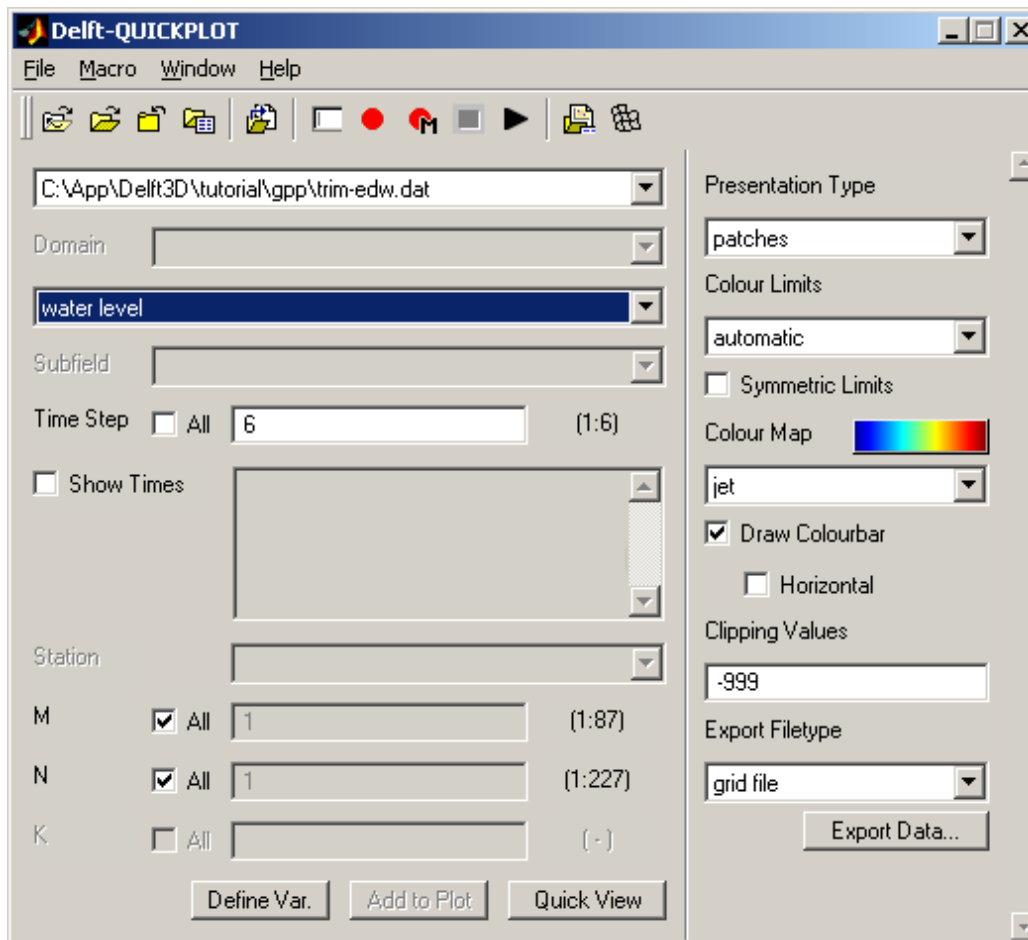 Delft-QUICKPLOT
File Macro Window Help
M
C:\App\Delft3D\tutorial\gpp\trim-edw.dat
Domain
water level
Subfield
Time Step All 6 (1:6)
Show Times
Station
M All 1 (1:87)
N All 1 (1:227)
K All ( - )
Define Var. Add to Plot Quick View
Presentation Type
patches
Colour Limits
automatic
Symmetric Limits
Colour Map
jet
Draw Colourbar
Horizontal
Clipping Values
-999
Export Filetype
grid file
Export Data...